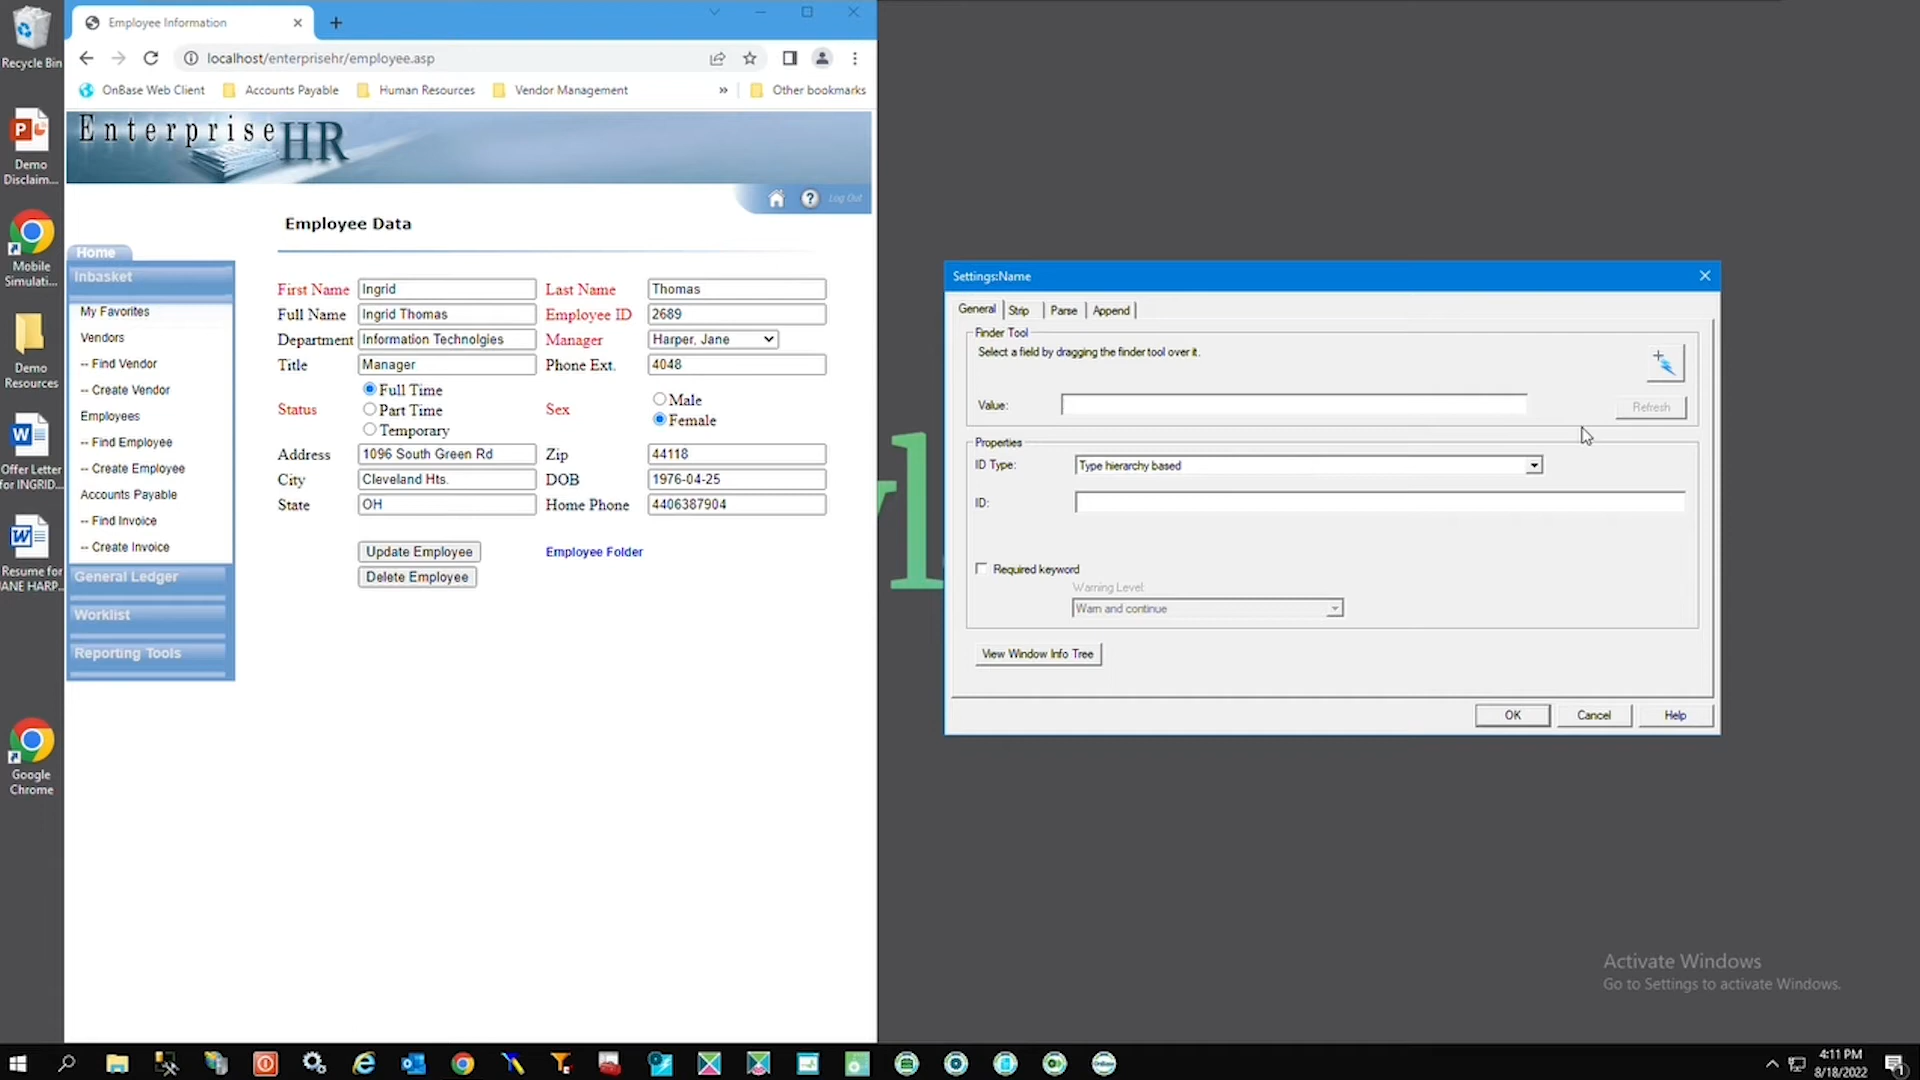 Recycle Bin
Demo
Disclaim...
Mobile
Simulati...
Demo
Resources
Offer Letter
for INGRID...
Resume for
JANE HARP...
Google
Chrome
Employee Information
localhost/enterprisehr/employee.asp
OnBase Web Client
Accounts Payable
Human Resources
Vendor Management
»
Other bookmarks
EnterpriseHR
Log Out
Employee Data
Home
Inbasket
My Favorites
Vendors
-- Find Vendor
-- Create Vendor
Employees
-- Find Employee
-- Create Employee
Accounts Payable
-- Find Invoice
-- Create Invoice
General Ledger
Worklist
Reporting Tools
First Name Ingrid Last Name Thomas
Full Name Ingrid Thomas Employee ID 2689
Department Information Technolgies Manager Harper, Jane
Title Manager Phone Ext. 4048
Status Full Time Part Time Temporary Sex Male Female
Address 1096 South Green Rd Zip 44118
City Cleveland Hts. DOB 1976-04-25
State OH Home Phone 4406387904
Update Employee Employee Folder
Delete Employee
Settings:Name
General Strip Parse Append
Finder Tool
Select a field by dragging the finder tool over it.
Value: Refresh
Properties
ID Type: Type hierarchy based
ID:
Required keyword
Warning Level:
Warn and continue
View Window Info Tree
OK Cancel Help
Activate Windows
Go to Settings to activate Windows.
4:11 PM
8/18/2022